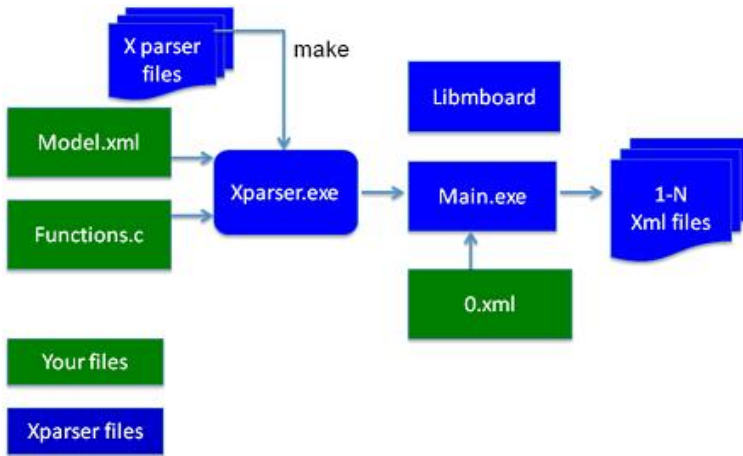 X parser
files
make
Libmboard
Model.xml
Xparser.exe
Main.exe
1-N
Xml files
Functions.c
0.xml
Your files
Xparser files